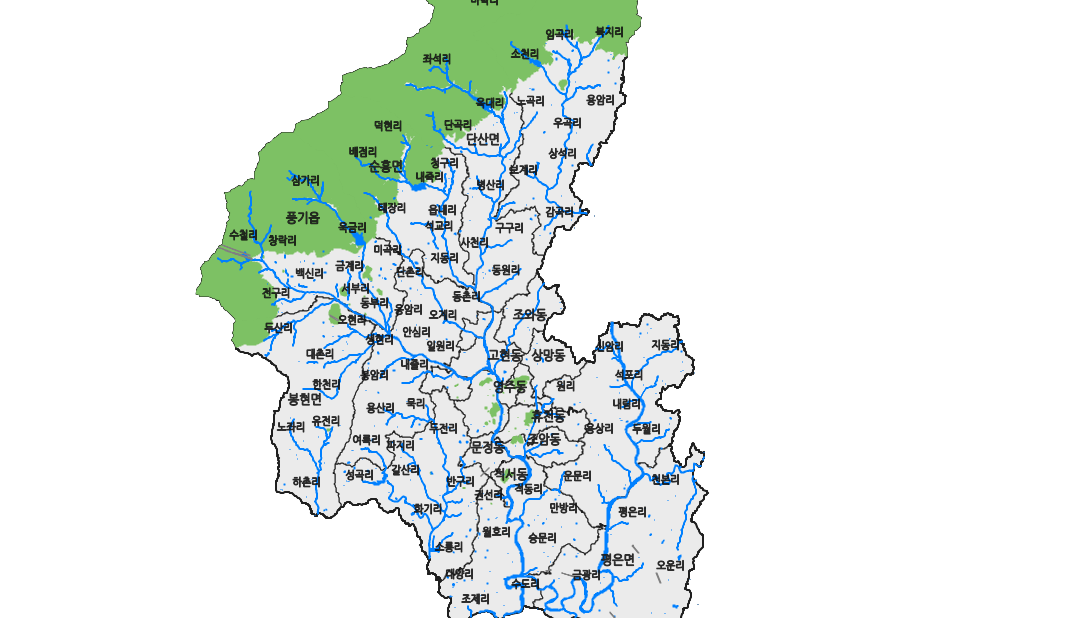 임곡리
북지리
소천리
좌석리
옥대리
노곡리
용암리
덕현리
단곡리
우곡리
단산면
배점리
상석리
순흥면
청구리
보계리
삼가리
내죽리
병산리
태장리
읍내리
감곡리
풍기읍
석교리
구구리
수철리
창락리
욱금리
사천리
미곡리
지동리
금계리
백신리
단촌리
동원리
전구리
서부리
동촌리
동부리
용암리
오계리
조와동
오현리
두산리
안심리
생현리
일원리
신암리
지동리
대촌리
고현동
상망동
내줄리
봉암리
석포리
한천리
영주동
원리
봉현면
용산리
묵리
내림리
유전리
휴천동
노좌리
두전리
용상리
두월리
여륵리
파지리
문정동
조암동
갈산리
성곡리
적서동
운문리
천본리
하촌리
반구리
권선리
적동리
화기리
만방리
평은리
월호리
승문리
소룡리
평은면
오운리
대양리
금광리
수도리
조제리